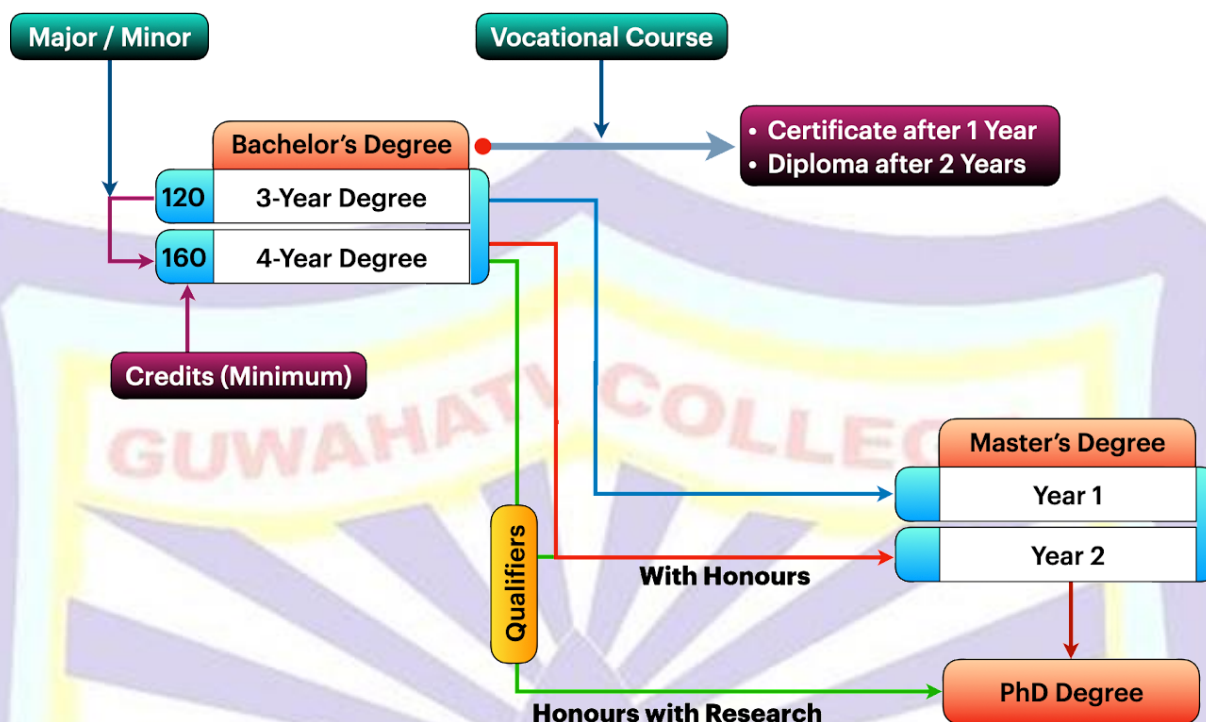 Major / Minor
Vocational Course
Bachelor's Degree
• Certificate after 1 Year
• Diploma after 2 Years
120
3-Year Degree
160
4-Year Degree
Credits (Minimum)
GUWAHATI COLLEG
Master's Degree
Year 1
Year 2
Qualifiers
With Honours
PhD Degree
Honours with Research